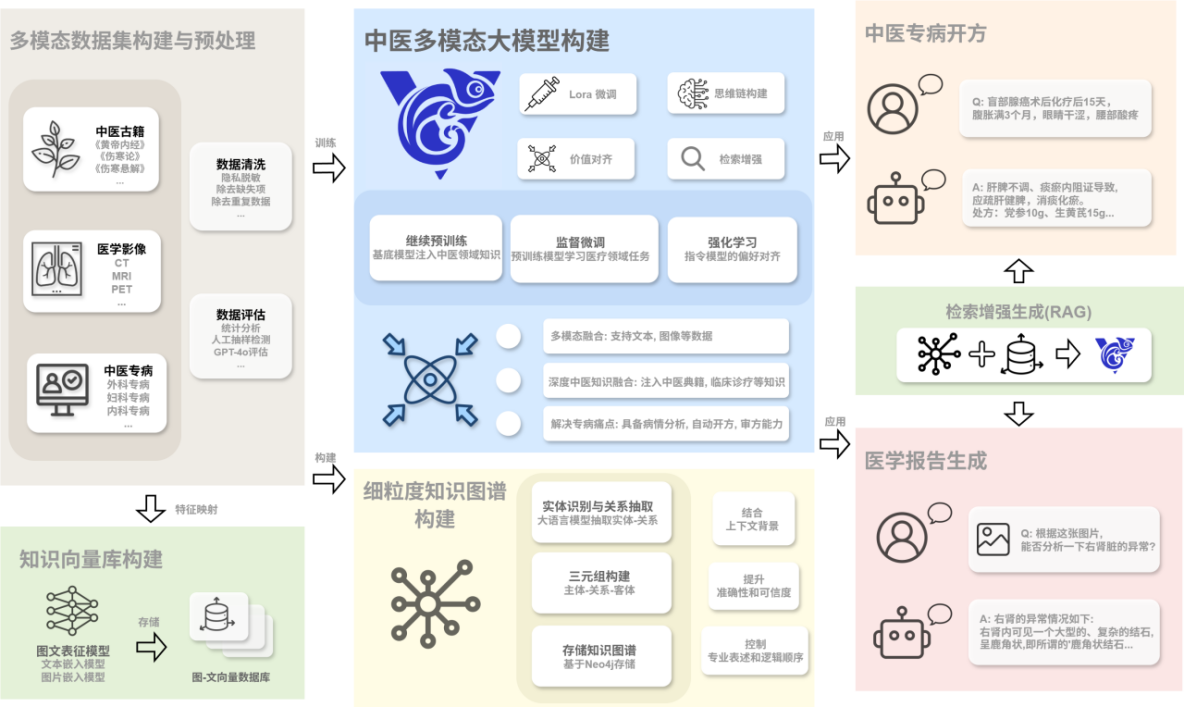 多模态数据集构建与预处理
中医古籍
《黄帝内经》
《伤寒论》
《伤寒悬解》
...
医学影像
CT
MRI
PET
...
中医专病
外科专病
妇科专病
内科专病
...
数据清洗
隐私脱敏
除去缺失项
除去重复数据
...
数据评估
统计分析
人工抽样检测
GPT-4o评估
...
特征映射
知识向量库构建
图文表征模型
文本嵌入模型
图片嵌入模型
存储
图-文向量数据库
训练
构建
中医多模态大模型构建
Lora 微调
思维链构建
价值对齐
检索增强
继续预训练
基底模型注入中医领域知识
监督微调
预训练模型学习医疗领域任务
强化学习
指令模型的偏好对齐
多模态融合: 支持文本, 图像等数据
深度中医知识融合: 注入中医典籍, 临床诊疗等知识
解决专病痛点: 具备病情分析, 自动开方, 审方能力
细粒度知识图谱
构建
实体识别与关系抽取
大语言模型抽取实体-关系
三元组构建
主体-关系-客体
存储知识图谱
基于Neo4j存储
结合
上下文背景
提升
准确性和可信度
控制
专业表述和逻辑顺序
应用
应用
中医专病开方
Q: 盲部腺癌术后化疗后15天，
腹胀满3个月，眼睛干涩，腰部酸疼
A: 肝脾不调、痰瘀内阻证导致,
应疏肝健脾，消痰化瘀。
处方：党参10g、生黄芪15g...
检索增强生成(RAG)
医学报告生成
Q: 根据这张图片,
能否分析一下右肾脏的异常?
A: 右肾的异常情况如下:
右肾内可见一个大型的、复杂的结石,
呈鹿角状,即所谓的'鹿角状结石...